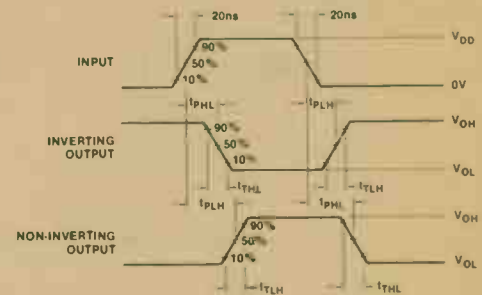 20ns 20ns
INPUT
90%
50%
10%
VDD
0V
tPHL tPLH
INVERTING
OUTPUT
90%
50%
10%
VOH
VOL
tTHL tTLH
tPLH tPHL
NON-INVERTING
OUTPUT
90%
50%
10%
VOH
VOL
tTLH tTHL